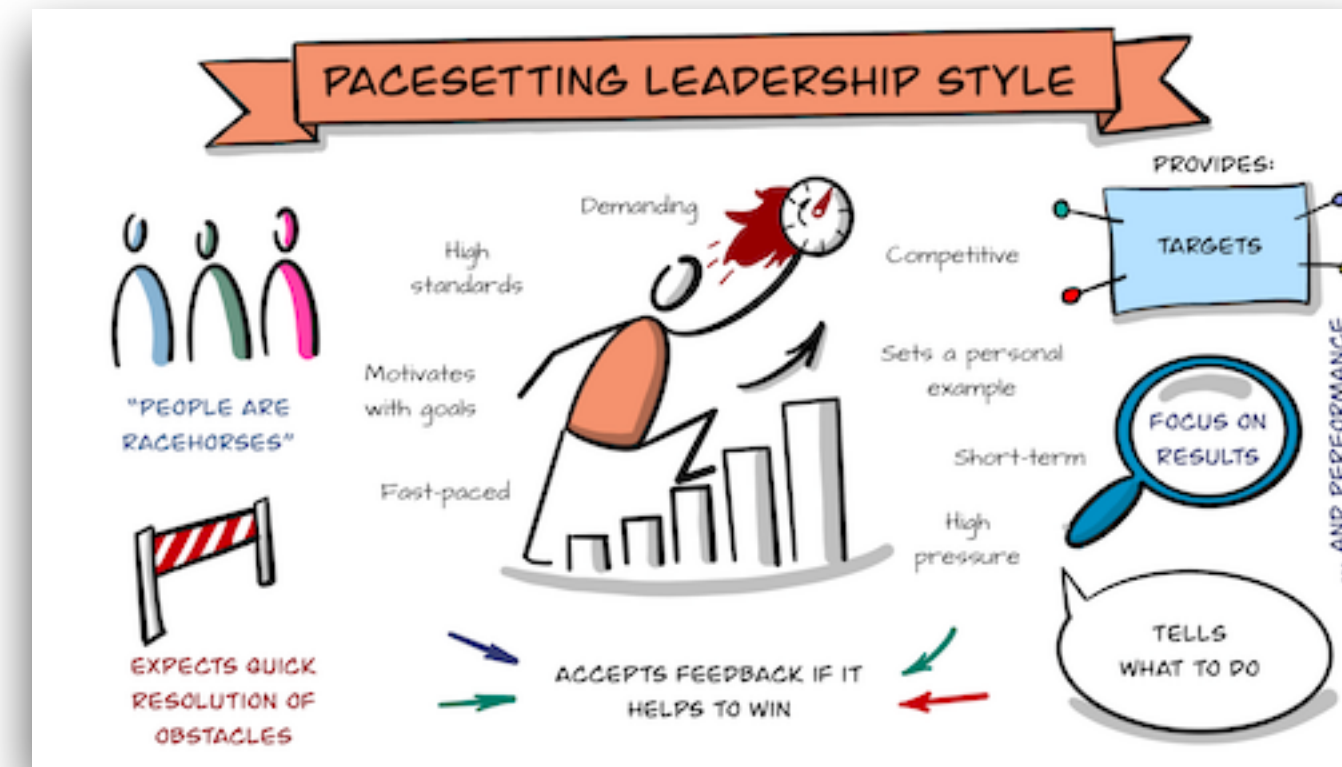 PACESETTING LEADERSHIP STYLE
"PEOPLE ARE
RACEHORSES"
EXPECTS QUICK
RESOLUTION OF
OBSTACLES
Demanding
High
standards
Motivates
with goals
Fast-paced
Competitive
Sets a personal
example
Short-term
High
pressure
ACCEPTS FEEDBACK IF IT
HELPS TO WIN
PROVIDES:
TARGETS
FOCUS ON
RESULTS
TELLS
WHAT TO DO
AND PERFORMANCE